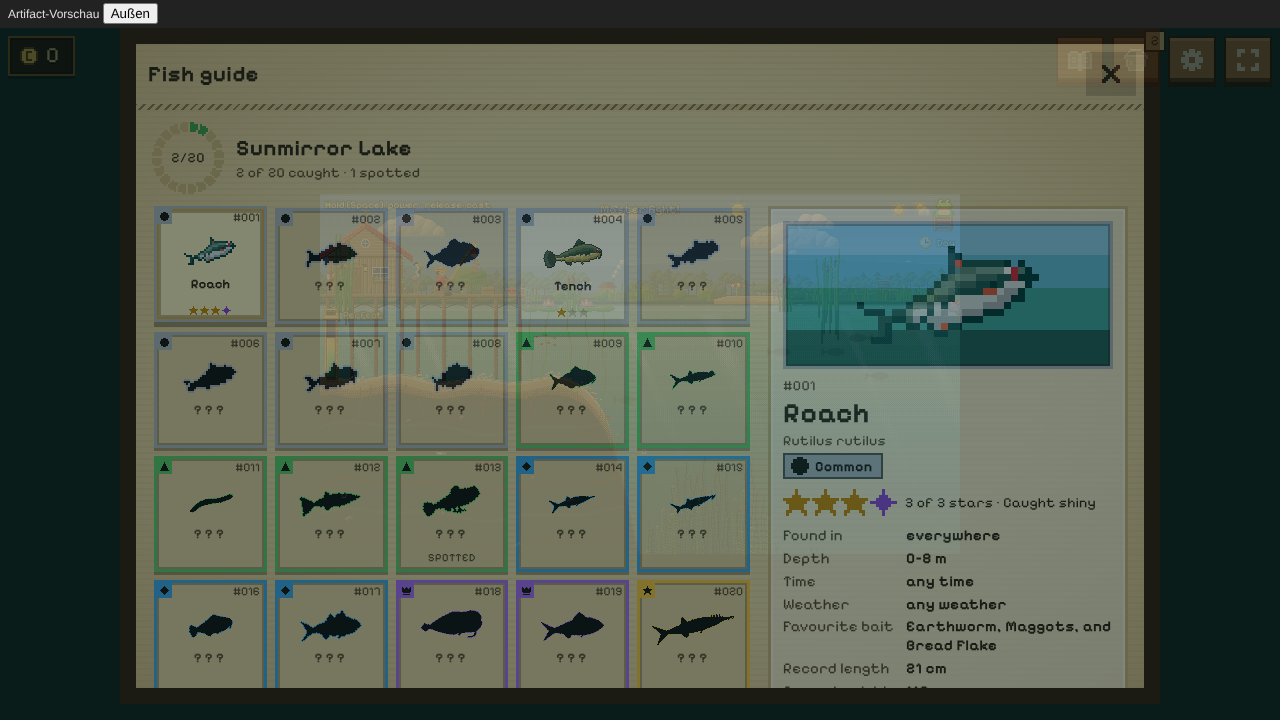 Artifact-Vorschau Außen
0
2
Fish guide
2/20
Sunmirror Lake
2 of 20 caught · 1 spotted
#001
Roach
#002
???
#003
???
#004
Tench
#005
???
#006
???
#007
???
#008
???
#009
???
#010
???
#011
???
#012
???
#013
???
SPOTTED
#014
???
#015
???
#016
???
#017
???
#018
???
#019
???
#020
???
#001
Roach
Rutilus rutilus
Common
3 of 3 stars · Caught shiny
Found in everywhere
Depth 0-8 m
Time any time
Weather any weather
Favourite bait Earthworm, Maggots, and
Bread Flake
Record length 21 cm